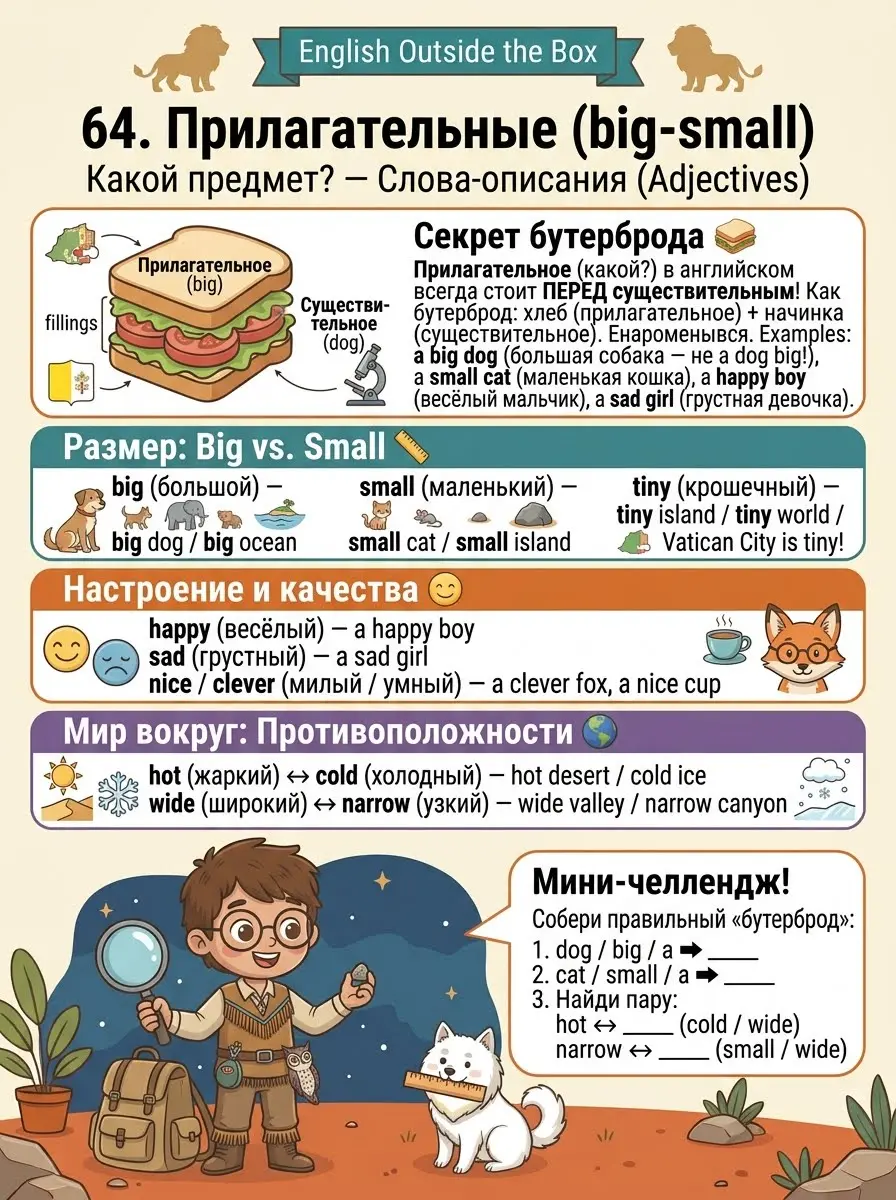 English Outside the Box
64. Прилагательные (big-small)
Какой предмет? — Слова-описания (Adjectives)
Прилагательное
(big)
fillings
Существи-
тельное
(dog)
Секрет бутерброда
Прилагательное (какой?) в английском
всегда стоит ПЕРЕД существительным! Как
бутерброд: хлеб (прилагательное) + начинка
(существительное). Енароменывся. Examples:
a big dog (большая собака — не a dog big!),
a small cat (маленькая кошка), a happy boy
(весёлый мальчик), a sad girl (грустная девочка).
Размер: Big vs. Small
big (большой) —
big dog / big ocean
small (маленький) —
small cat / small island
tiny (крошечный) —
tiny island / tiny world /
Vatican City is tiny!
Настроение и качества
happy (весёлый) — a happy boy
sad (грустный) — a sad girl
nice / clever (милый / умный) — a clever fox, a nice cup
Мир вокруг: Противоположности
hot (жаркий) ↔ cold (холодный) — hot desert / cold ice
wide (широкий) ↔ narrow (узкий) — wide valley / narrow canyon
Мини-челлендж!
Собери правильный «бутерброд»:
1. dog / big / a ➡ _____
2. cat / small / a ➡ _____
3. Найди пару:
hot ↔ _____ (cold / wide)
narrow ↔ _____ (small / wide)